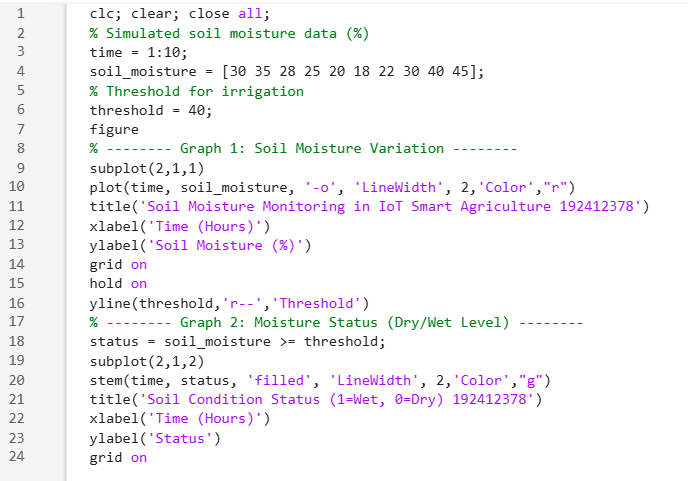 1 clc; clear; close all;
2 % Simulated soil moisture data (%)
3 time = 1:10;
4 soil_moisture = [30 35 28 25 20 18 22 30 40 45];
5 % Threshold for irrigation
6 threshold = 40;
7 figure
8 % -------- Graph 1: Soil Moisture Variation --------
9 subplot(2,1,1)
10 plot(time, soil_moisture, '-o', 'LineWidth', 2,'Color',"r")
11 title('Soil Moisture Monitoring in IoT Smart Agriculture 192412378')
12 xlabel('Time (Hours)')
13 ylabel('Soil Moisture (%)')
14 grid on
15 hold on
16 yline(threshold,'r--','Threshold')
17 % -------- Graph 2: Moisture Status (Dry/Wet Level) --------
18 status = soil_moisture >= threshold;
19 subplot(2,1,2)
20 stem(time, status, 'filled', 'LineWidth', 2,'Color',"g")
21 title('Soil Condition Status (1=Wet, 0=Dry) 192412378')
22 xlabel('Time (Hours)')
23 ylabel('Status')
24 grid on